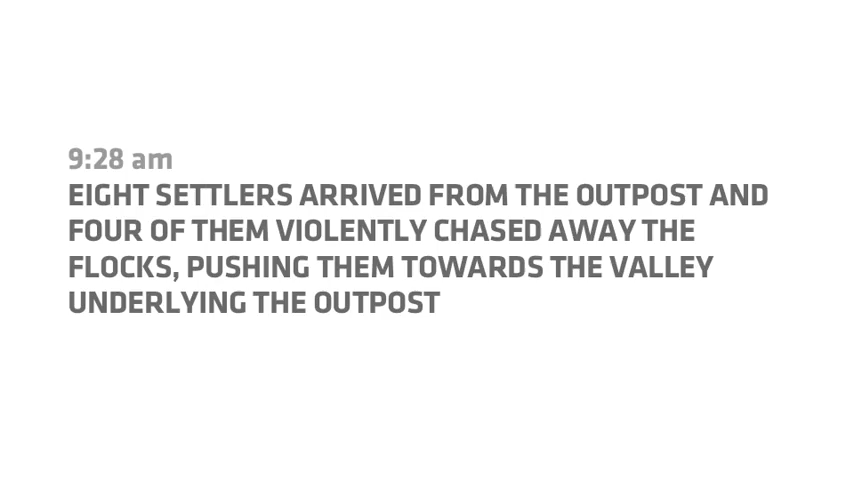 9:28 am
EIGHT SETTLERS ARRIVED FROM THE OUTPOST AND
FOUR OF THEM VIOLENTLY CHASED AWAY THE
FLOCKS, PUSHING THEM TOWARDS THE VALLEY
UNDERLYING THE OUTPOST